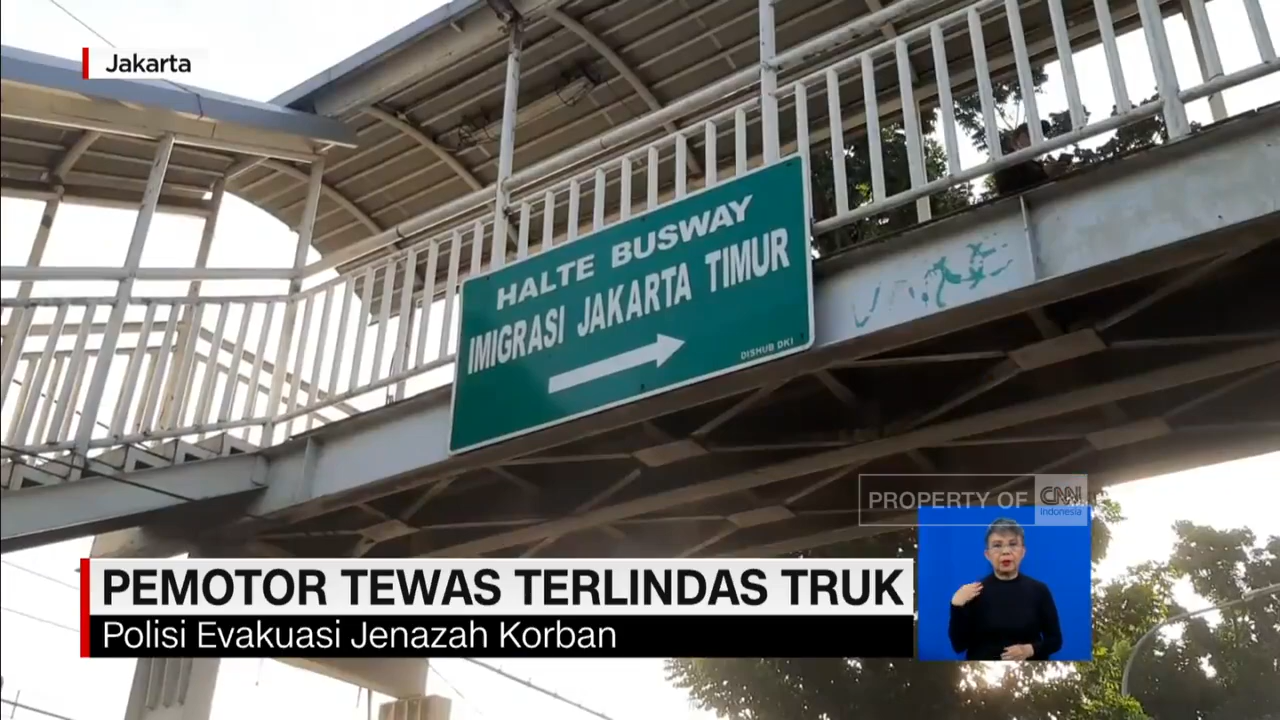 Jakarta
HALTE BUSWAY
IMIGRASI JAKARTA TIMUR
DISHUB DKI
PROPERTY OF CNN Indonesia
PEMOTOR TEWAS TERLINDAS TRUK
Polisi Evakuasi Jenazah Korban